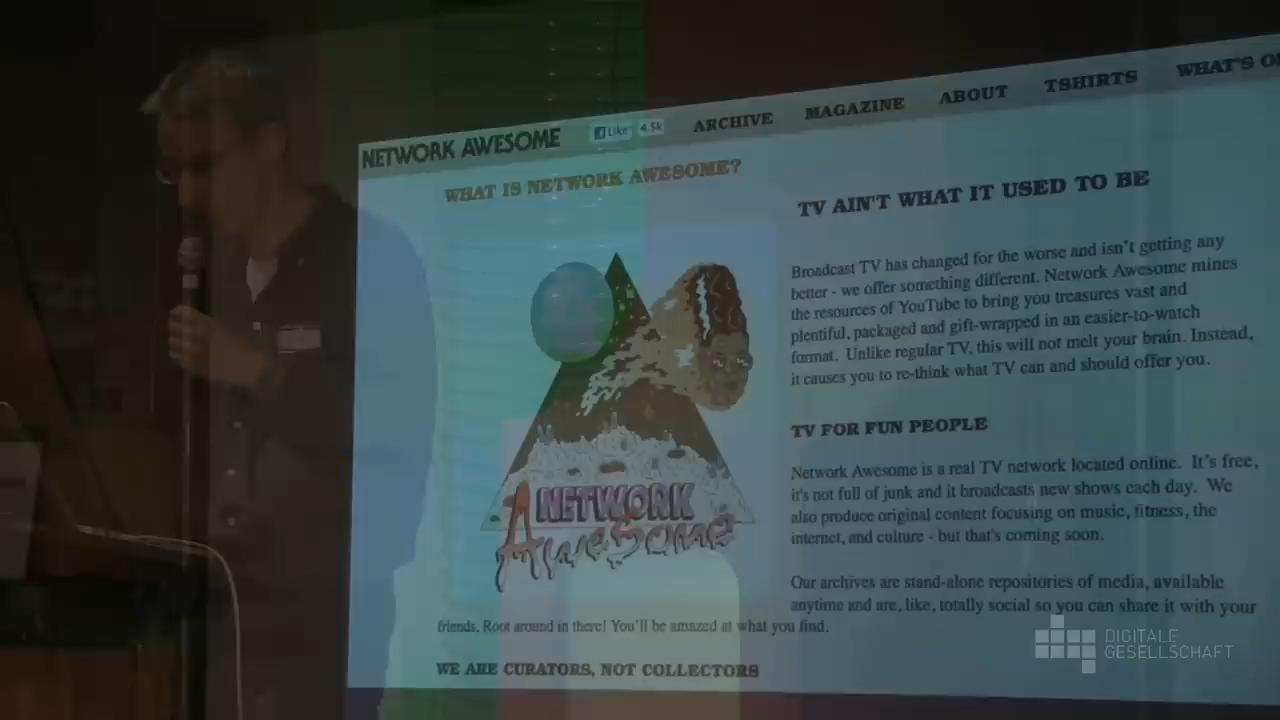 NETWORK AWESOME
Like
4.5k
ARCHIVE
MAGAZINE
ABOUT
TSHIRTS
WHAT'S
WHAT IS NETWORK AWESOME?
NETWORK
AWESOME
TV AIN'T WHAT IT USED TO BE
Broadcast TV has changed for the worse and isn't getting any
better - we offer something different. Network Awesome mines
the resources of YouTube to bring you treasures vast and
plentiful, packaged and gift-wrapped in an easier-to-watch
format. Unlike regular TV, this will not melt your brain. Instead,
it causes you to re-think what TV can and should offer you.
TV FOR FUN PEOPLE
Network Awesome is a real TV network located online. It's free,
it's not full of junk and it broadcasts new shows each day. We
also produce original content focusing on music, fitness, the
internet, and culture - but that's coming soon.
Our archives are stand-alone repositories of media, available
anytime and are, like, totally social so you can share it with your
friends. Root around in there! You'll be amazed at what you find.
WE ARE CURATORS, NOT COLLECTORS
DIGITALE
GESELLSCHAFT